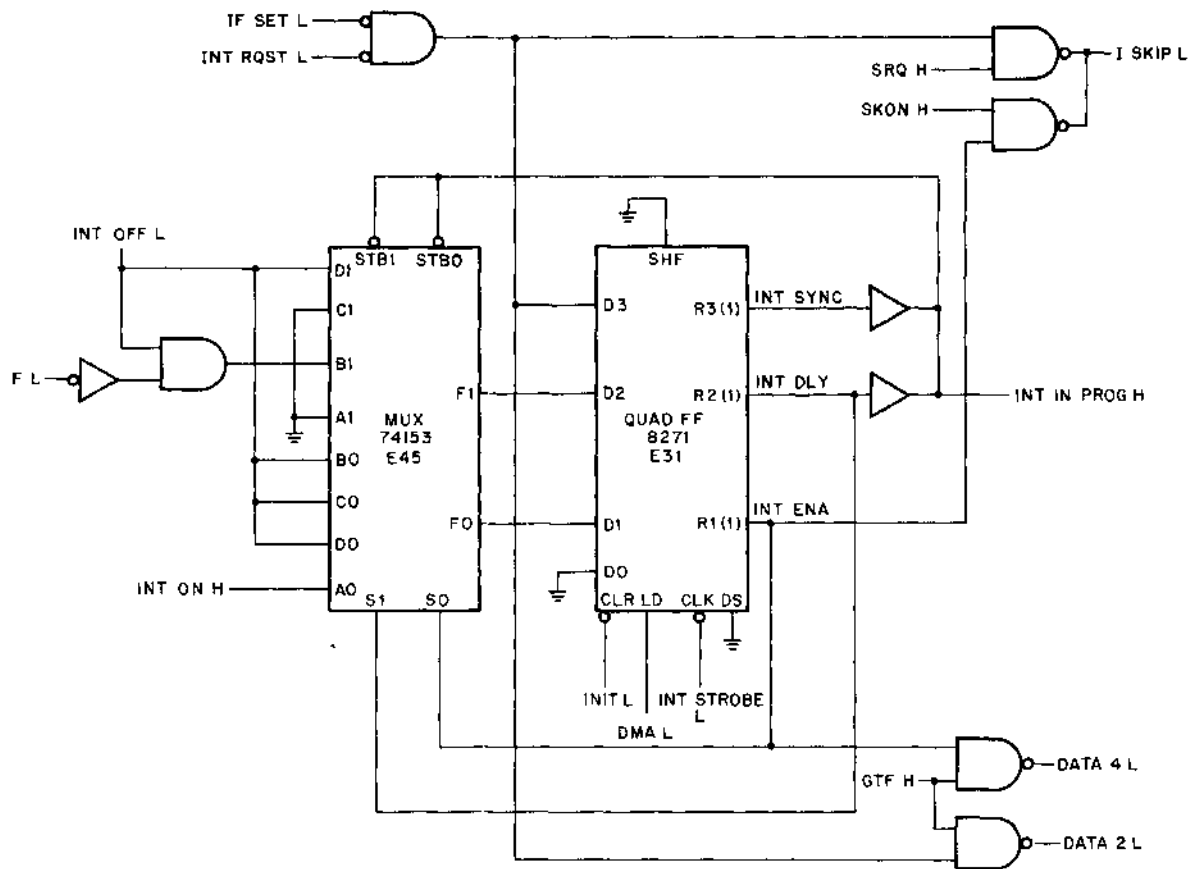 IF SET L
INT RQST L
SRQ H
I SKIP L
SKON H
INT OFF L
STB1 STB0
SHF
D1
C1
F L
B1
A1
B0
C0
D0
INT ON H
A0
MUX
74153
E45
F1
F0
S1 S0
D3
D2
D1
D0
QUAD FF
8271
E31
R3(1)
INT SYNC
R2(1)
INT DLY
INT IN PROG H
R1(1)
INT ENA
CLR LD CLK DS
INIT L
DMA L
INT STROBE
L
GTF H
DATA 4 L
DATA 2 L